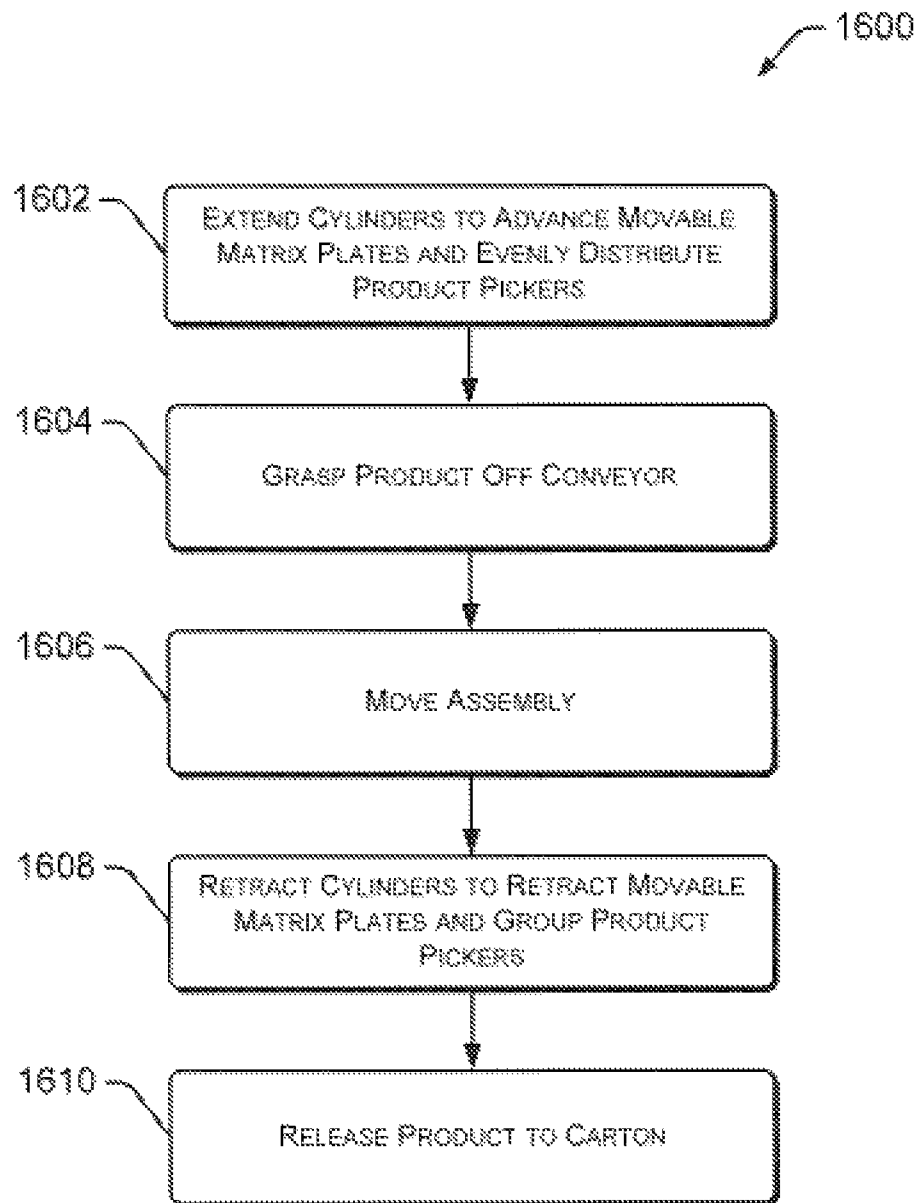 1600
1602
EXTEND CYLINDERS TO ADVANCE MOVABLE
MATRIX PLATES AND EVENLY DISTRIBUTE
PRODUCT PICKERS
1604
GRASP PRODUCT OFF CONVEYOR
1606
MOVE ASSEMBLY
1608
RETRACT CYLINDERS TO RETRACT MOVABLE
MATRIX PLATES AND GROUP PRODUCT
PICKERS
1610
RELEASE PRODUCT TO CARTON